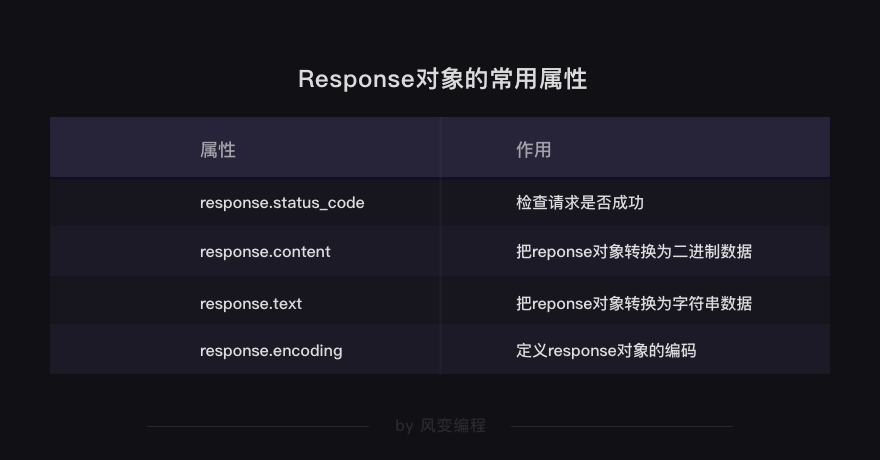 Response对象的常用属性
属性 作用
response.status_code 检查请求是否成功
response.content 把reponse对象转换为二进制数据
response.text 把reponse对象转换为字符串数据
response.encoding 定义response对象的编码
by 风变编程